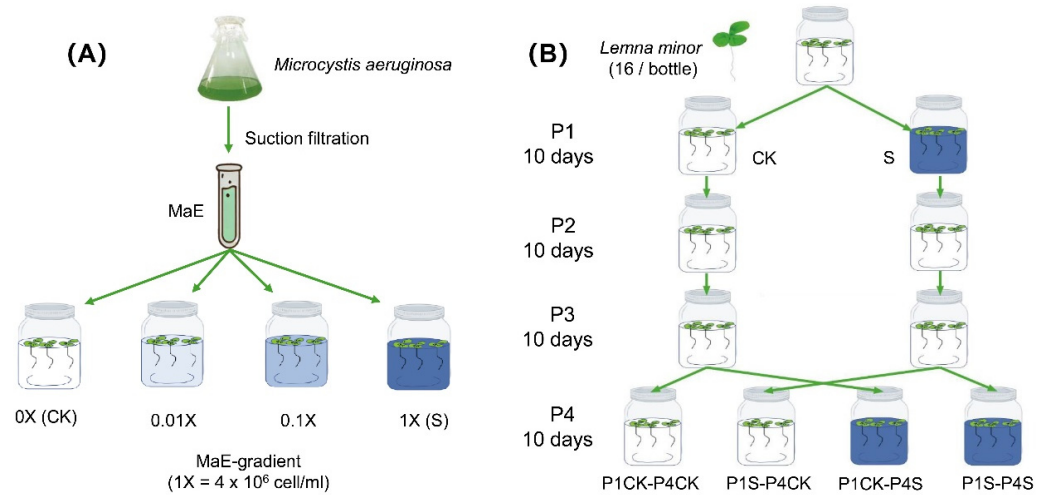 (A)
Microcystis aeruginosa
Suction filtration
MaE
0X (CK)
0.01X
0.1X
1X (S)
MaE-gradient
(1X = 4 x 10⁶ cell/ml)
(B)
Lemna minor
(16 / bottle)
P1
10 days
CK
S
P2
10 days
P3
10 days
P4
10 days
P1CK-P4CK
P1S-P4CK
P1CK-P4S
P1S-P4S